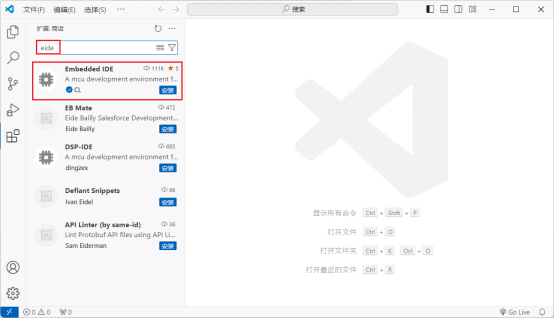 文件(F) 编辑(E) 选择(S) ··· 搜索
扩展: 商店
eide
Embedded IDE 111K 5
A mcu development environment f...
CL 安装
EB Mate 472
Eide Bailly Salesforce Development...
Eide Bailly 安装
DSP-IDE 695
A mcu development environment f...
dingzex 安装
Defiant Snippets 66
Ivan Eidel 安装
API Linter (by same-id) 36
Lint Protobuf API files using API Li...
Sam Eiderman 安装
显示所有命令 Ctrl + Shift + P
打开文件 Ctrl + O
打开文件夹 Ctrl + K Ctrl + O
打开最近的文件 Ctrl + R
0 0 0 Go Live